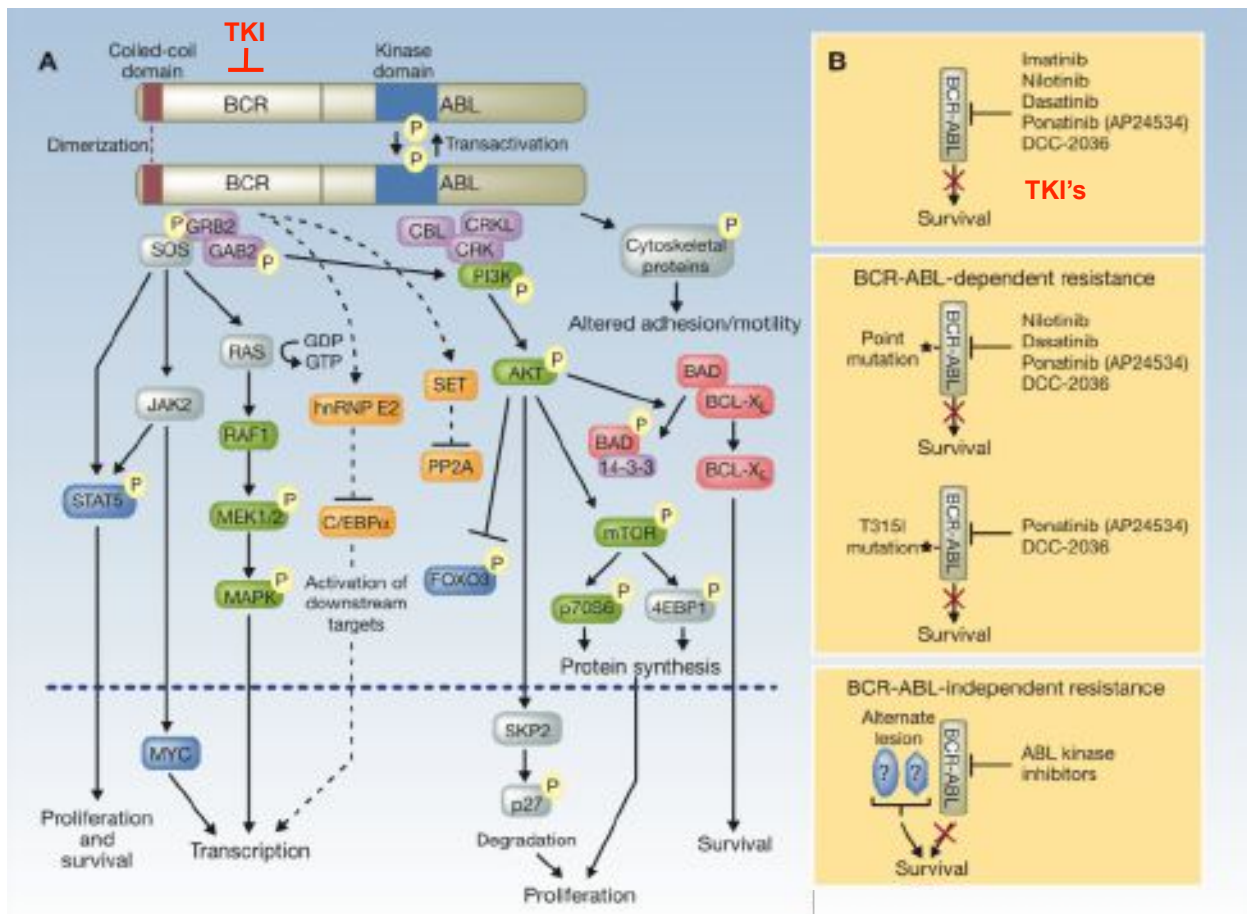 A
TKI
Coiled-coil
domain
Kinase
domain
BCR
ABL
P
Dimerization
Transactivation
P
BCR
ABL
P
GRB2
SOS
GAB2
P
CBL
CRKL
CRK
PI3K
P
P
Cytoskeletal
proteins
Altered adhesion/motility
RAS
GDP
GTP
JAK2
RAF1
STAT5
P
MEK1/2
P
MAPK
P
hnRNP E2
C/EBPα
Activation of
downstream
targets
SET
PP2A
AKT
P
FOXO3
P
BAD
BCL-XL
P
BAD
14-3-3
BCL-XL
mTOR
P
p70S6
P
4EBP1
P
Protein synthesis
MYC
SKP2
p27
P
Degradation
Proliferation
and
survival
Transcription
Proliferation
Survival
B
BCR-ABL
Imatinib
Nilotinib
Dasatinib
Ponatinib (AP24534)
DCC-2036
TKI's
Survival
BCR-ABL-dependent resistance
Point
mutation
BCR-ABL
Nilotinib
Dasatinib
Ponatinib (AP24534)
DCC-2036
Survival
T315I
mutation
BCR-ABL
Ponatinib (AP24534)
DCC-2036
Survival
BCR-ABL-independent resistance
Alternate
lesion
? ?
BCR-ABL
ABL kinase
inhibitors
Survival